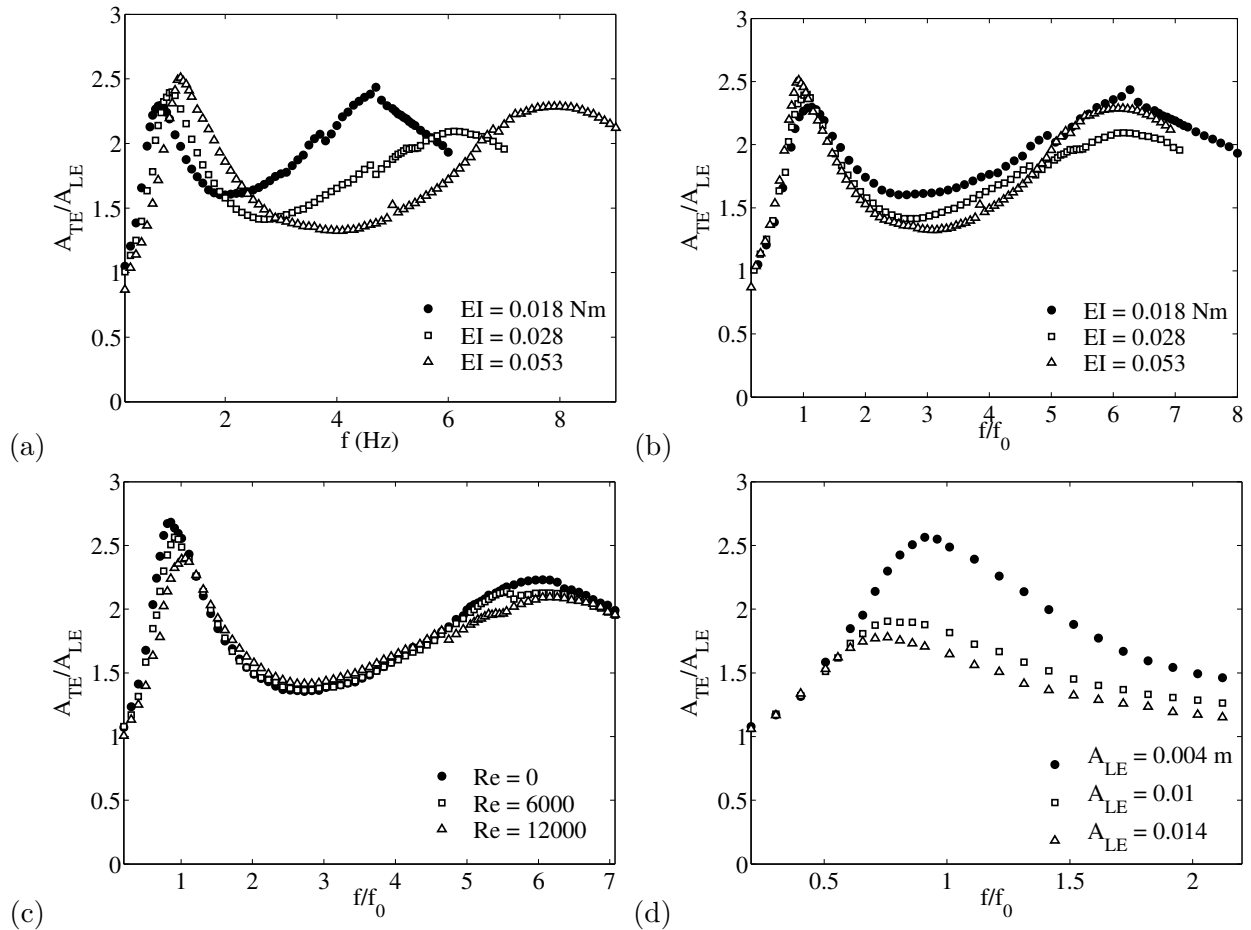 3
2.5
2
1.5
1
0.5
0
A_TE/A_LE
EI = 0.018 Nm
EI = 0.028
EI = 0.053
2 4 6 8
f (Hz)
(a)
3
2.5
2
1.5
1
0.5
0
A_TE/A_LE
EI = 0.018 Nm
EI = 0.028
EI = 0.053
1 2 3 4 5 6 7 8
f/f_0
(b)
3
2.5
2
1.5
1
0.5
0
A_TE/A_LE
Re = 0
Re = 6000
Re = 12000
1 2 3 4 5 6 7
f/f_0
(c)
3
2.5
2
1.5
1
0.5
0
A_TE/A_LE
A_LE = 0.004 m
A_LE = 0.01
A_LE = 0.014
0.5 1 1.5 2
f/f_0
(d)